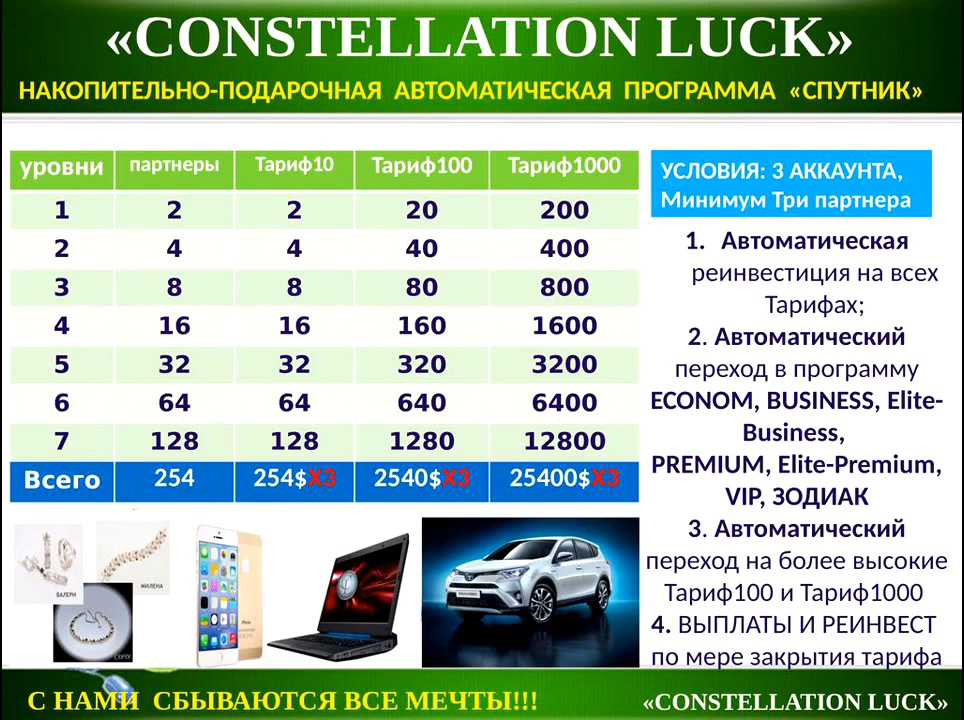 «CONSTELLATION LUCK»
НАКОПИТЕЛЬНО-ПОДАРОЧНАЯ АВТОМАТИЧЕСКАЯ ПРОГРАММА «СПУТНИК»
уровни партнеры Тариф10 Тариф100 Тариф1000
1 2 2 20 200
2 4 4 40 400
3 8 8 80 800
4 16 16 160 1600
5 32 32 320 3200
6 64 64 640 6400
7 128 128 1280 12800
Всего 254 254$X3 2540$X3 25400$X3
УСЛОВИЯ: 3 АККАУНТА,
Минимум Три партнера
1. Автоматическая
реинвестиция на всех
Тарифах;
2. Автоматический
переход в программу
ECONOM, BUSINESS, Elite-
Business,
PREMIUM, Elite-Premium,
VIP, ЗОДИАК
3. Автоматический
переход на более высокие
Тариф100 и Тариф1000
4. ВЫПЛАТЫ И РЕИНВЕСТ
по мере закрытия тарифа
ВАЛЕРИ
МИЛЕНА
С НАМИ СБЫВАЮТСЯ ВСЕ МЕЧТЫ!!!
«CONSTELLATION LUCK»